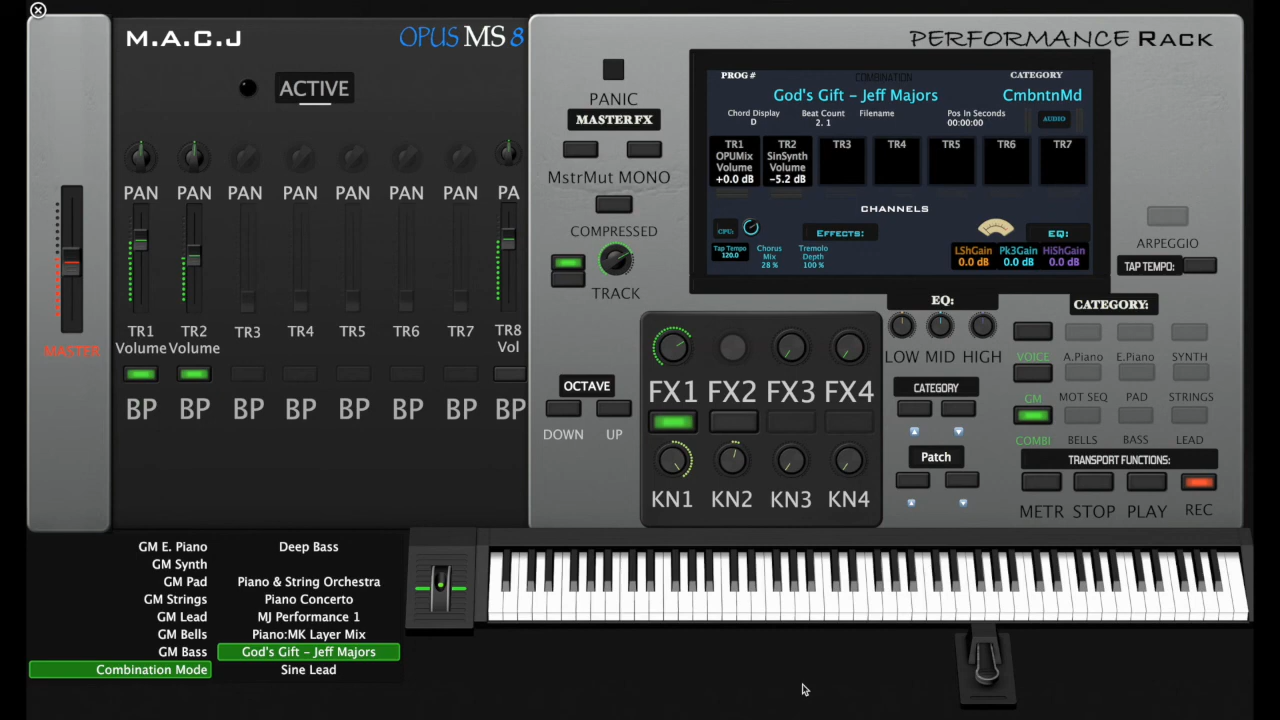 M.A.C.J
OPUS MS 8
PERFORMANCE RACK
ACTIVE
PANIC
MASTER FX
MstrMut MONO
COMPRESSED
TRACK
PROG #
COMBINATION
CATEGORY
God's Gift – Jeff Majors
CmbntnMd
Chord Display
D
Beat Count
2. 1
Filename
Pos In Seconds
00:00:00
AUDIO
TR1
OPUMix
Volume
+0.0 dB
TR2
SinSynth
Volume
-5.2 dB
TR3
TR4
TR5
TR6
TR7
CHANNELS
CPU:
EFFECTS:
EQ:
Tap Tempo
120.0
Chorus
Mix
28 %
Tremolo
Depth
100 %
LShGain
0.0 dB
Pk3Gain
0.0 dB
HiShGain
0.0 dB
ARPEGGIO
TAP TEMPO:
PAN PAN PAN PAN PAN PAN PAN PA
TR1
Volume
TR2
Volume
TR3
TR4
TR5
TR6
TR7
TR8
Vol
MASTER
BP BP BP BP BP BP BP BP
OCTAVE
DOWN UP
FX1 FX2 FX3 FX4
KN1 KN2 KN3 KN4
EQ:
LOW MID HIGH
CATEGORY
Patch
CATEGORY:
VOICE A.Piano E.Piano SYNTH
GM MOT SEQ PAD STRINGS
COMBI BELLS BASS LEAD
TRANSPORT FUNCTIONS:
METR STOP PLAY REC
GM E. Piano
GM Synth
GM Pad
GM Strings
GM Lead
GM Bells
GM Bass
Combination Mode
Deep Bass
Piano & String Orchestra
Piano Concerto
MJ Performance 1
Piano:MK Layer Mix
God's Gift – Jeff Majors
Sine Lead